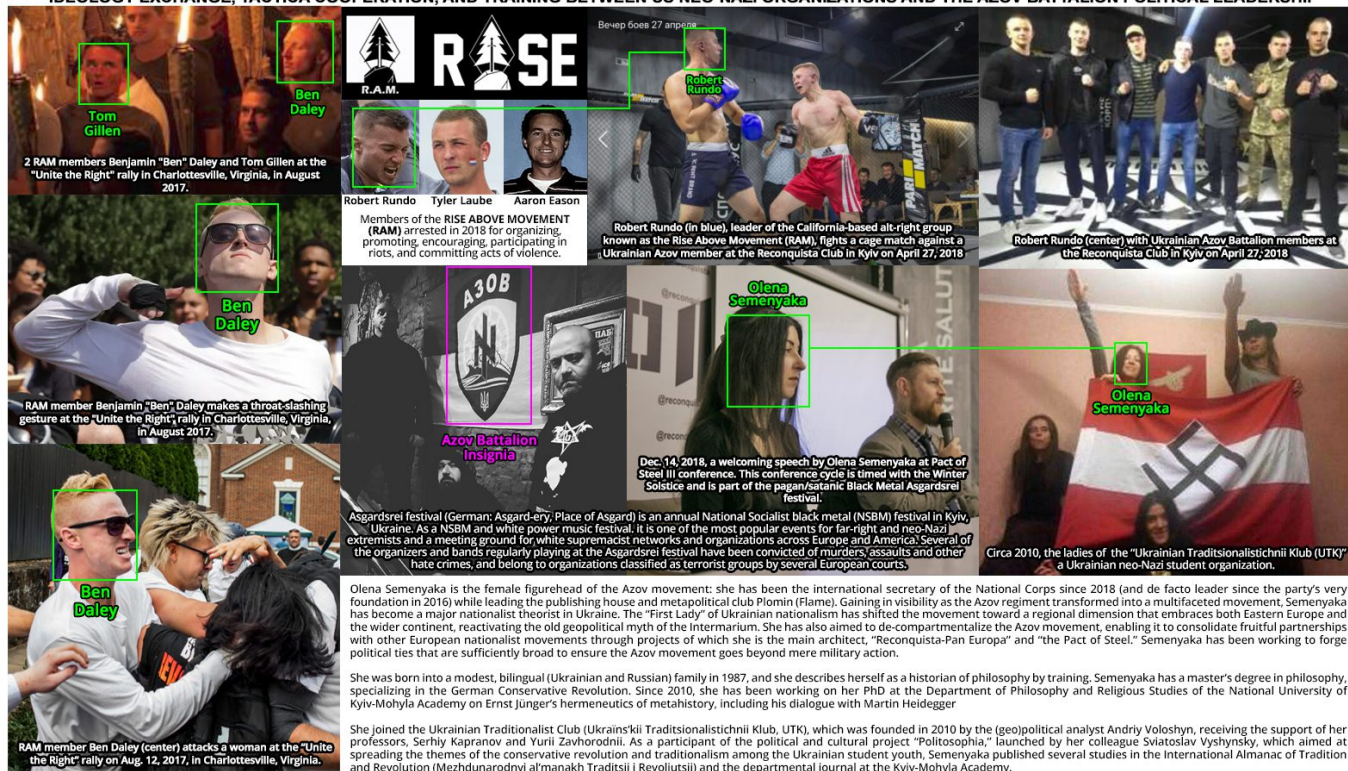 IDEOLOGY EXCHANGE, TACTICAL COOPERATION, AND TRAINING BETWEEN US NEO-NAZI ORGANIZATIONS AND THE AZOV BATTALION POLITICAL LEADERSHIP
Tom
Gillen
Ben
Daley
2 RAM members Benjamin "Ben" Daley and Tom Gillen at the
"Unite the Right" rally in Charlottesville, Virginia, in August
2017.
R.A.M.
RISE
Robert Rundo
Tyler Laube
Aaron Eason
Members of the RISE ABOVE MOVEMENT
(RAM) arrested in 2018 for organizing,
promoting, encouraging, participating in
riots, and committing acts of violence.
Вечер боев 27 апреля
Robert
Rundo
PARIMATCH
Robert Rundo (in blue), leader of the California-based alt-right group
known as the Rise Above Movement (RAM), fights a cage match against a
Ukrainian Azov member at the Reconquista Club in Kyiv on April 27, 2018
Robert Rundo (center) with Ukrainian Azov Battalion members at
the Reconquista Club in Kyiv on April 27, 2018
Ben
Daley
RAM member Benjamin "Ben" Daley makes a throat-slashing
gesture at the "Unite the Right" rally in Charlottesville, Virginia,
in August 2017.
АЗОВ
Azov Battalion
Insignia
Olena
Semenyaka
@reconqu
@reconqu
Dec. 14, 2018, a welcoming speech by Olena Semenyaka at Pact of
Steel III conference. This conference cycle is timed with the Winter
Solstice and is part of the pagan/satanic Black Metal Asgardsrei
festival.
Asgardsrei festival (German: Asgard-ery, Place of Asgard) is an annual National Socialist black metal (NSBM) festival in Kyiv,
Ukraine. As a NSBM and white power music festival, it is one of the most popular events for far-right and neo-Nazi
extremists and a meeting ground for white supremacist networks and organizations across Europe and America. Several of
the organizers and bands regularly playing at the Asgardsrei festival have been convicted of murders, assaults and other
hate crimes, and belong to organizations classified as terrorist groups by several European courts.
Olena
Semenyaka
Circa 2010, the ladies of the "Ukrainian Traditsionalistichnii Klub (UTK)"
a Ukrainian neo-Nazi student organization.
Ben
Daley
RAM member Ben Daley (center) attacks a woman at the "Unite
the Right" rally on Aug. 12, 2017, in Charlottesville, Virginia.
Olena Semenyaka is the female figurehead of the Azov movement: she has been the international secretary of the National Corps since 2018 (and de facto leader since the party's very
foundation in 2016) while leading the publishing house and metapolitical club Plomin (Flame). Gaining in visibility as the Azov regiment transformed into a multifaceted movement, Semenyaka
has become a major nationalist theorist in Ukraine. The "First Lady" of Ukrainian nationalism has shifted the movement toward a regional dimension that embraces both Eastern Europe and
the wider continent, reactivating the old geopolitical myth of the Intermarium. She has also aimed to de-compartmentalize the Azov movement, enabling it to consolidate fruitful partnerships
with other European nationalist movements through projects of which she is the main architect, "Reconquista-Pan Europa" and "the Pact of Steel." Semenyaka has been working to forge
political ties that are sufficiently broad to ensure the Azov movement goes beyond mere military action.
She was born into a modest, bilingual (Ukrainian and Russian) family in 1987, and she describes herself as a historian of philosophy by training. Semenyaka has a master's degree in philosophy,
specializing in the German Conservative Revolution. Since 2010, she has been working on her PhD at the Department of Philosophy and Religious Studies of the National University of
Kyiv-Mohyla Academy on Ernst Jünger's hermeneutics of metahistory, including his dialogue with Martin Heidegger
She joined the Ukrainian Traditionalist Club (Ukraïns'kii Traditsionalistichnii Klub, UTK), which was founded in 2010 by the (geo)political analyst Andriy Voloshyn, receiving the support of her
professors, Serhiy Kapranov and Yurii Zavhorodnii. As a participant of the political and cultural project "Politosophia," launched by her colleague Sviatoslav Vyshynsky, which aimed at
spreading the themes of the conservative revolution and traditionalism among the Ukrainian student youth, Semenyaka published several studies in the International Almanac of Tradition
and Revolution (Mezhdunarodnyi al'manakh Traditsii i Revoliutsii) and the departmental journal at the Kyiv-Mohyla Academy.